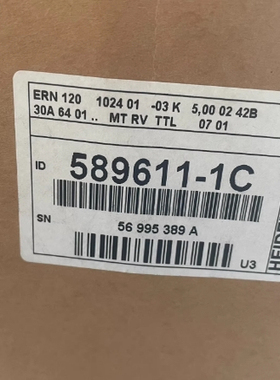 ERN 120 1024 01 -03 K 5,00 02 42B
30A 64 01 .. MT RV TTL 07 01
ID 589611-1C
SN 56 995 389 A
U3